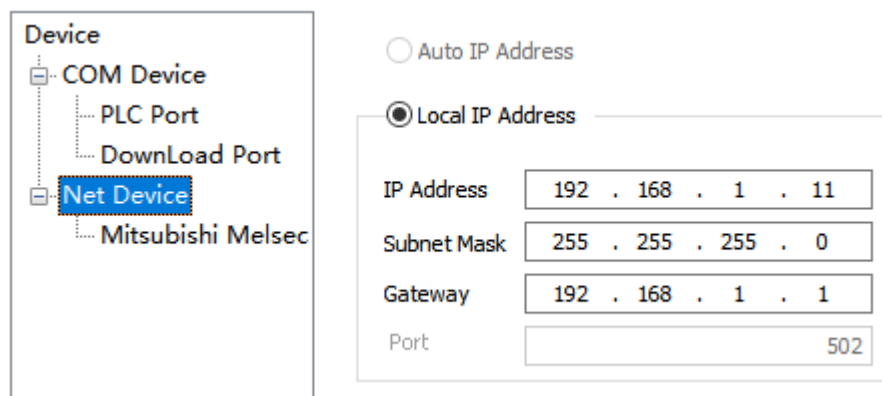 Device
COM Device
PLC Port
DownLoad Port
Net Device
Mitsubishi Melsec
Auto IP Address
Local IP Address
IP Address 192 . 168 . 1 . 11
Subnet Mask 255 . 255 . 255 . 0
Gateway 192 . 168 . 1 . 1
Port 502